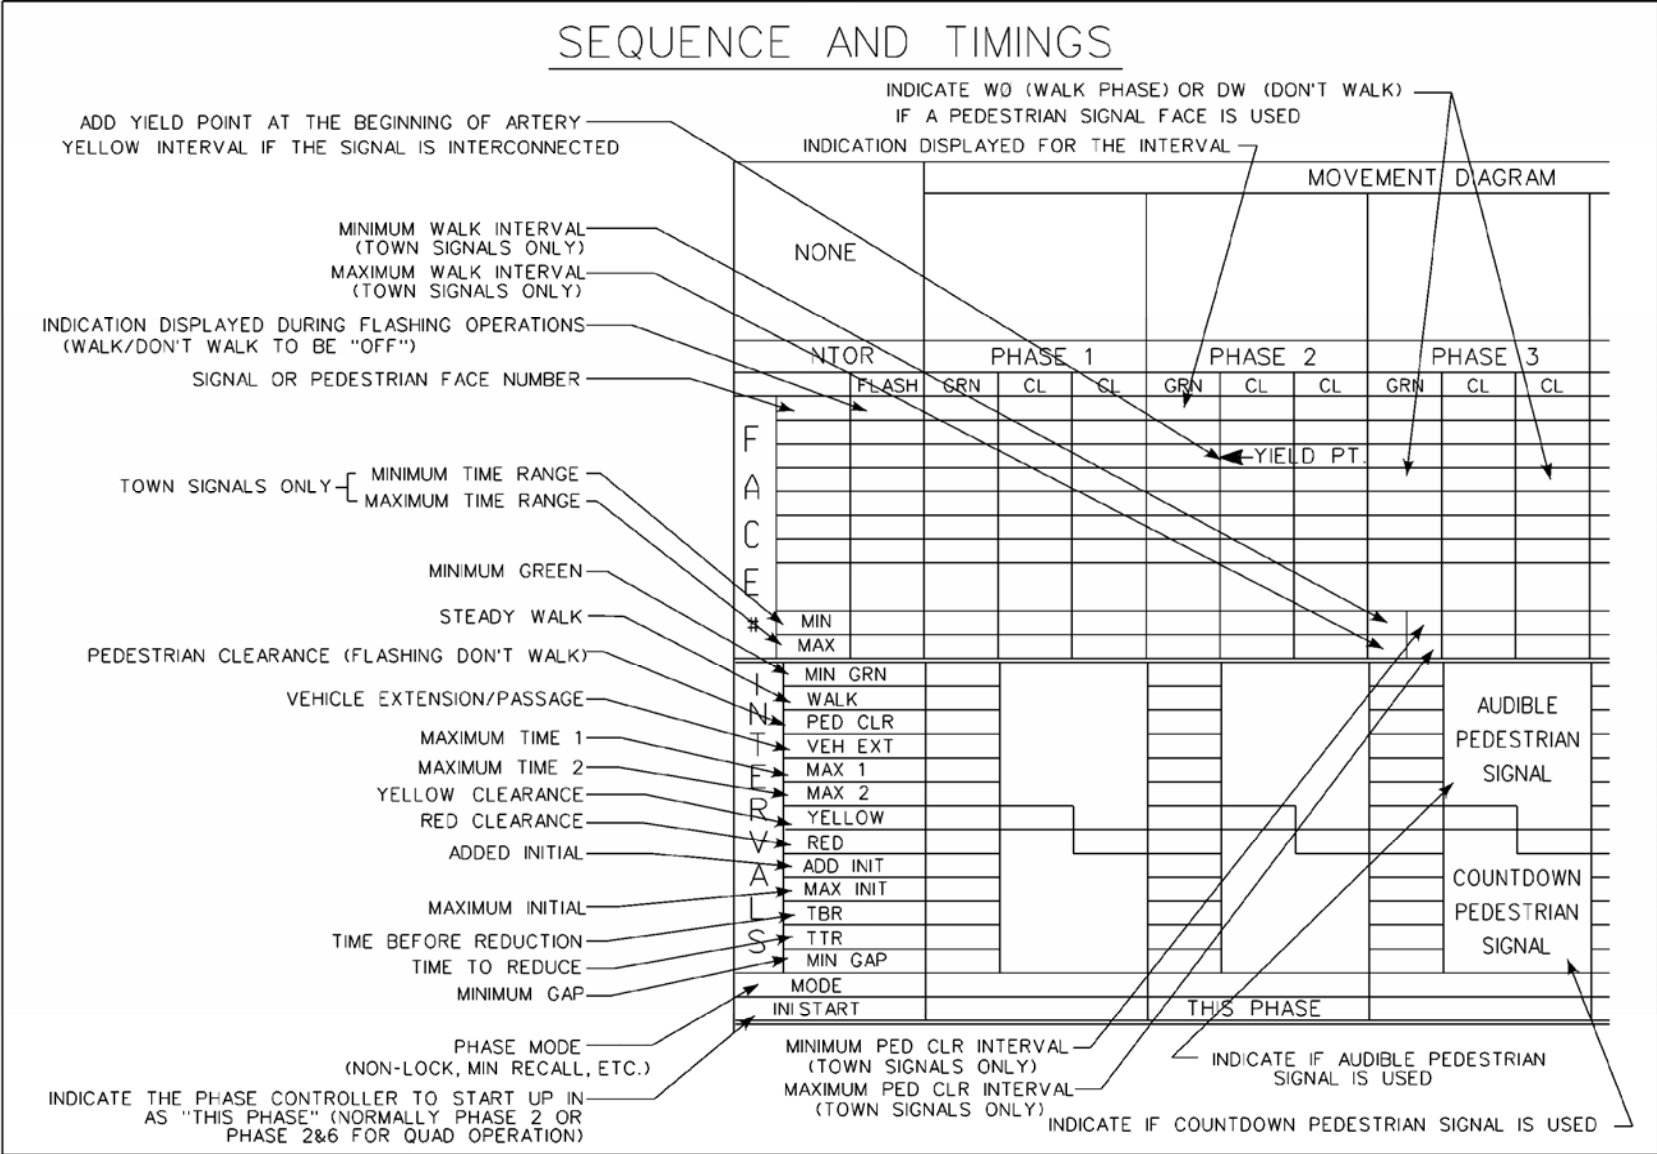 SEQUENCE AND TIMINGS
INDICATE WØ (WALK PHASE) OR DW (DON'T WALK)
IF A PEDESTRIAN SIGNAL FACE IS USED
ADD YIELD POINT AT THE BEGINNING OF ARTERY
YELLOW INTERVAL IF THE SIGNAL IS INTERCONNECTED
INDICATION DISPLAYED FOR THE INTERVAL
MOVEMENT DIAGRAM
MINIMUM WALK INTERVAL
(TOWN SIGNALS ONLY)
MAXIMUM WALK INTERVAL
(TOWN SIGNALS ONLY)
NONE
INDICATION DISPLAYED DURING FLASHING OPERATIONS
(WALK/DON'T WALK TO BE "OFF")
SIGNAL OR PEDESTRIAN FACE NUMBER
NTOR PHASE 1 PHASE 2 PHASE 3
FLASH GRN CL CL GRN CL CL GRN CL CL
FACE #
YIELD PT.
TOWN SIGNALS ONLY
MINIMUM TIME RANGE
MAXIMUM TIME RANGE
MIN
MAX
MINIMUM GREEN
STEADY WALK
PEDESTRIAN CLEARANCE (FLASHING DON'T WALK)
VEHICLE EXTENSION/PASSAGE
MAXIMUM TIME 1
MAXIMUM TIME 2
YELLOW CLEARANCE
RED CLEARANCE
ADDED INITIAL
MAXIMUM INITIAL
TIME BEFORE REDUCTION
TIME TO REDUCE
MINIMUM GAP
INTERVALS
MIN GRN
WALK
PED CLR
VEH EXT
MAX 1
MAX 2
YELLOW
RED
ADD INIT
MAX INIT
TBR
TTR
MIN GAP
MODE
INI START
THIS PHASE
AUDIBLE
PEDESTRIAN
SIGNAL
COUNTDOWN
PEDESTRIAN
SIGNAL
PHASE MODE
(NON-LOCK, MIN RECALL, ETC.)
INDICATE THE PHASE CONTROLLER TO START UP IN
AS "THIS PHASE" (NORMALLY PHASE 2 OR
PHASE 2&6 FOR QUAD OPERATION)
MINIMUM PED CLR INTERVAL
(TOWN SIGNALS ONLY)
MAXIMUM PED CLR INTERVAL
(TOWN SIGNALS ONLY)
INDICATE IF AUDIBLE PEDESTRIAN
SIGNAL IS USED
INDICATE IF COUNTDOWN PEDESTRIAN SIGNAL IS USED